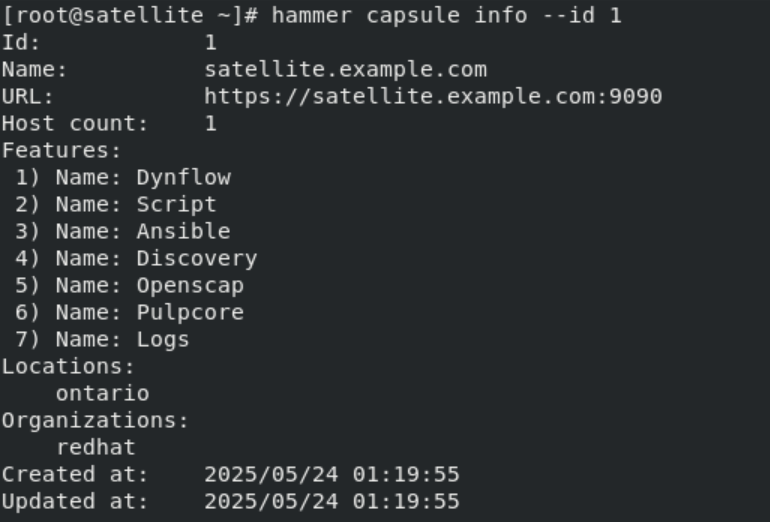 [root@satellite ~]# hammer capsule info --id 1
Id:            1
Name:          satellite.example.com
URL:           https://satellite.example.com:9090
Host count:    1
Features:
 1) Name: Dynflow
 2) Name: Script
 3) Name: Ansible
 4) Name: Discovery
 5) Name: Openscap
 6) Name: Pulpcore
 7) Name: Logs
Locations:
    ontario
Organizations:
    redhat
Created at:    2025/05/24 01:19:55
Updated at:    2025/05/24 01:19:55